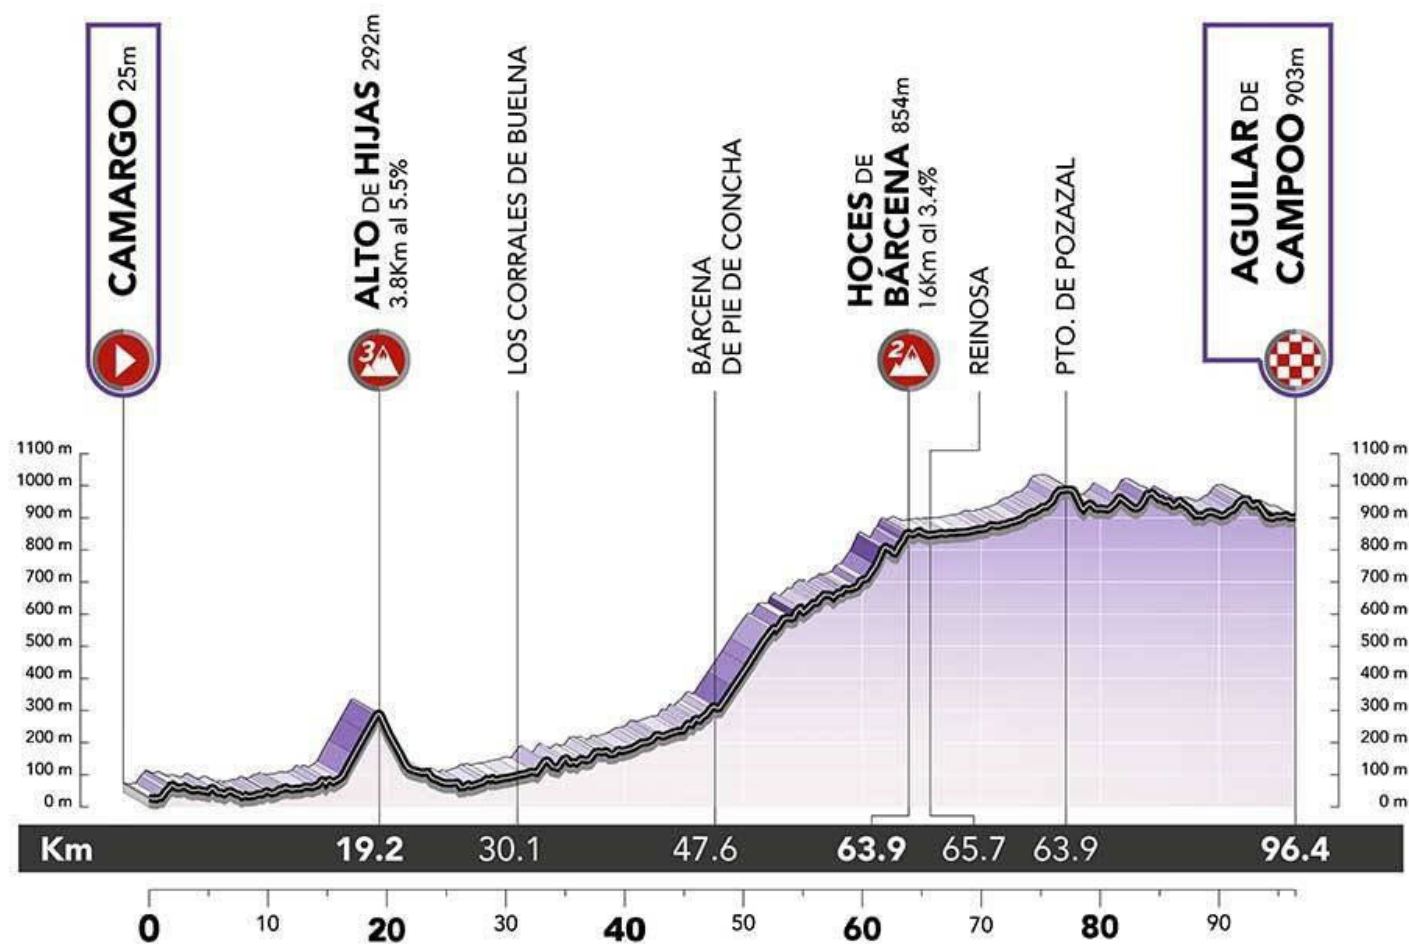 CAMARGO 25m
ALTO DE HIJAS 292m
3.8Km al 5.5%
LOS CORRALES DE BUELNA
BÁRCENA
DE PIE DE CONCHA
HOCES DE
BÁRCENA 854m
16Km al 3.4%
REINOSA
PTO. DE POZAZAL
AGUILAR DE
CAMPOO 903m
3
2
1100 m
1000 m
900 m
800 m
700 m
600 m
500 m
400 m
300 m
200 m
100 m
0 m
1100 m
1000 m
900 m
800 m
700 m
600 m
500 m
400 m
300 m
200 m
100 m
0 m
Km 19.2 30.1 47.6 63.9 65.7 63.9 96.4
0 10 20 30 40 50 60 70 80 90